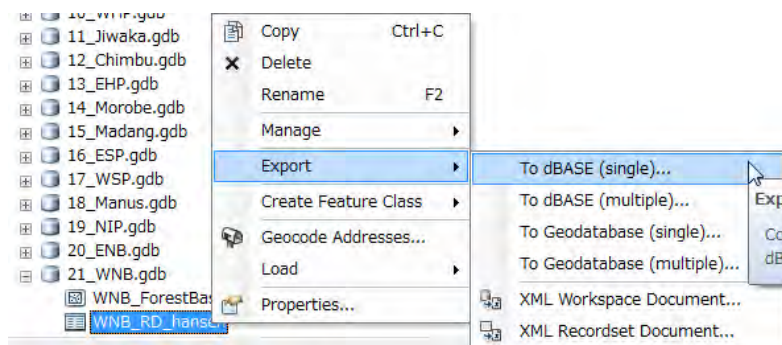 11_Jiwaka.gdb
12_Chimbu.gdb
13_EHP.gdb
14_Morobe.gdb
15_Madang.gdb
16_ESP.gdb
17_WSP.gdb
18_Manus.gdb
19_NIP.gdb
20_ENB.gdb
21_WNB.gdb
WNB_ForestBas
WNB_RD_hansen
Copy Ctrl+C
Delete
Rename F2
Manage
Export
Create Feature Class
Geocode Addresses...
Load
Properties...
To dBASE (single)...
To dBASE (multiple)...
To Geodatabase (single)...
To Geodatabase (multiple)...
XML Workspace Document...
XML Recordset Document...
Exp
Co
dB